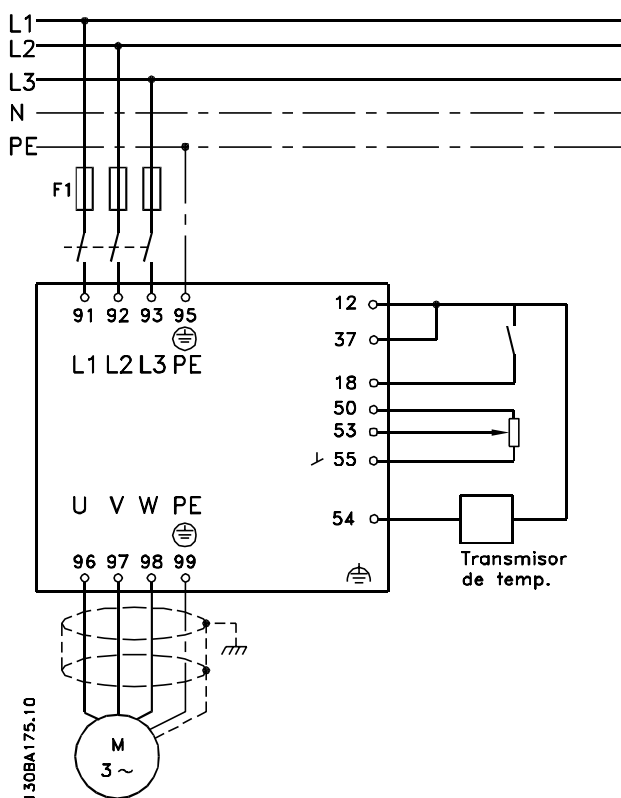 L1
L2
L3
N
PE
F1
91 92 93 95
L1 L2 L3 PE
12
37
18
50
53
55
54
U V W PE
96 97 98 99
Transmisor
de temp.
M
3 ~
130BA175.10